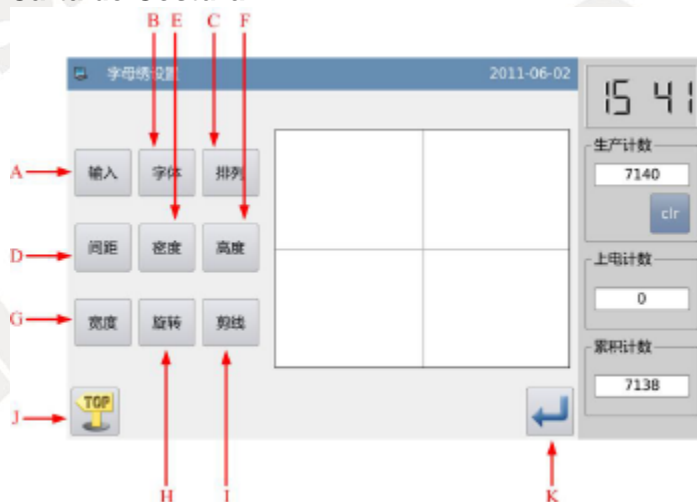 B E C F
字母绣设置 2011-06-02
15 41
A 输入 字体 排列
生产计数
7140
clr
D 间距 密度 高度
上电计数
0
G 宽度 旋转 剪线
累积计数
7138
J TOP
H I K